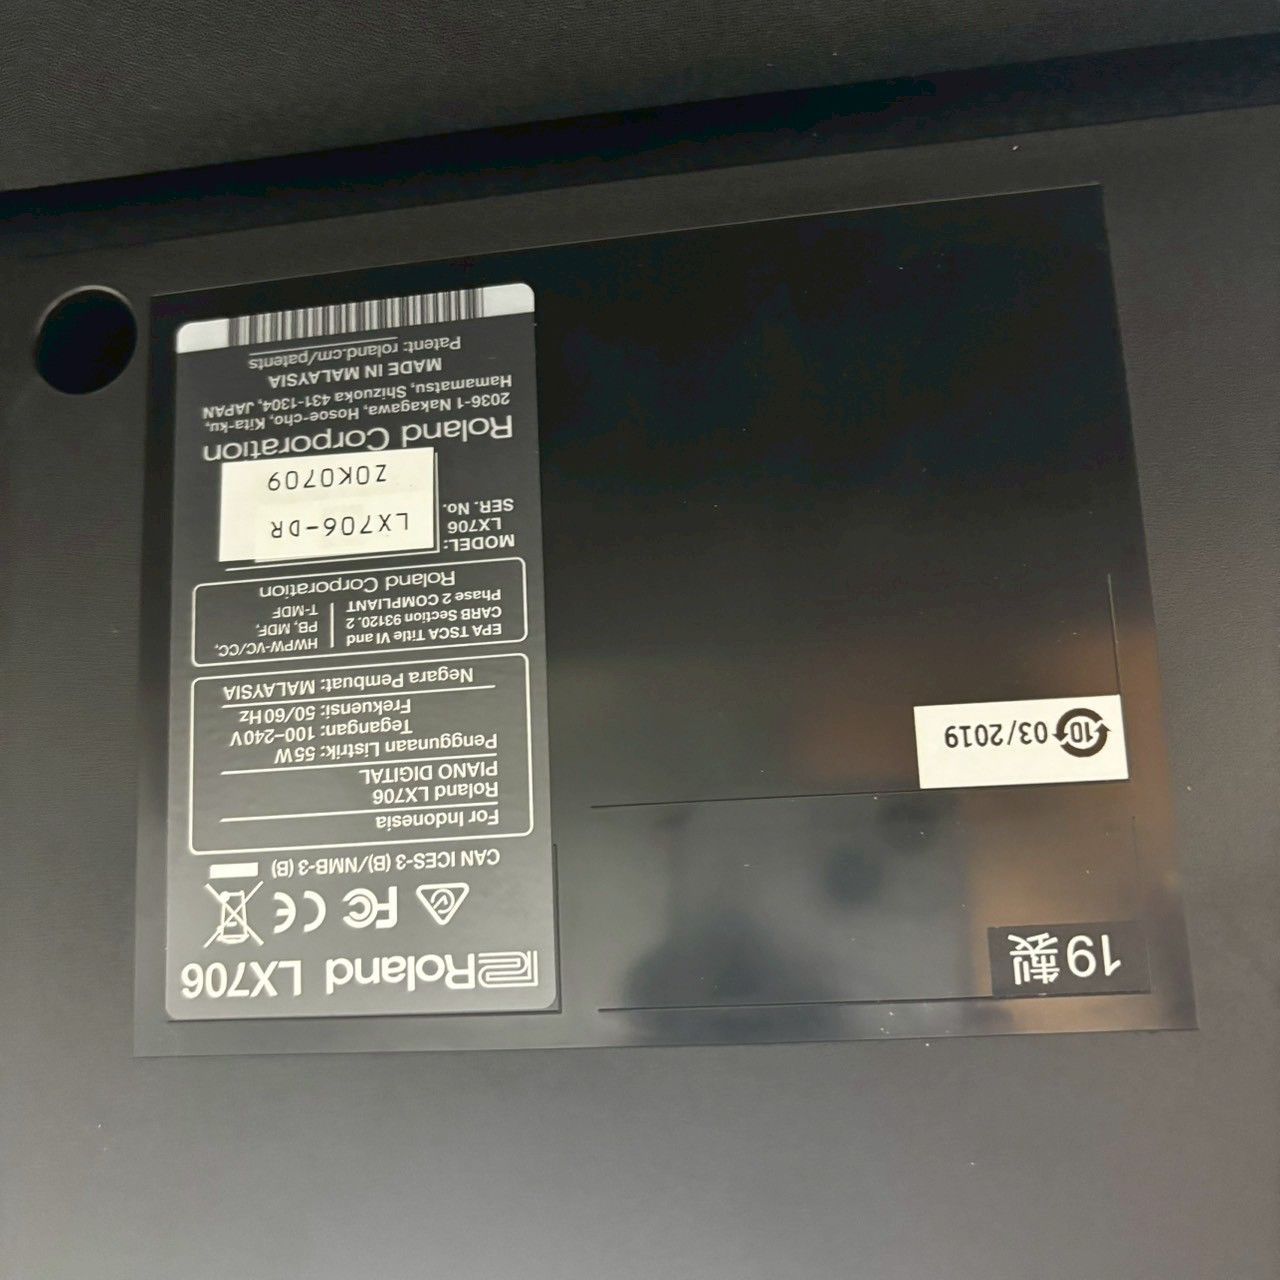 Roland LX706
CAN ICES-3 (B)/NMB-3 (B)
For Indonesia
Roland LX706
PIANO DIGITAL
Penggunaan Listrik: 55W
Tegangan: 100–240V
Frekuensi: 50/60Hz
Negara Pembuat: MALAYSIA
EPA TSCA Title VI and
CARB Section 93120.2
Phase 2 COMPLIANT
HWPW-VC/CC,
PB, MDF,
T-MDF
Roland Corporation
MODEL:
LX706
SER. No.
LX706-DR
Z0K0709
Roland Corporation
2036-1 Nakagawa, Hosoe-cho, Kita-ku,
Hamamatsu, Shizuoka 431-1304, JAPAN
MADE IN MALAYSIA
Patent: roland.cm/patents
19製
10 03/2019